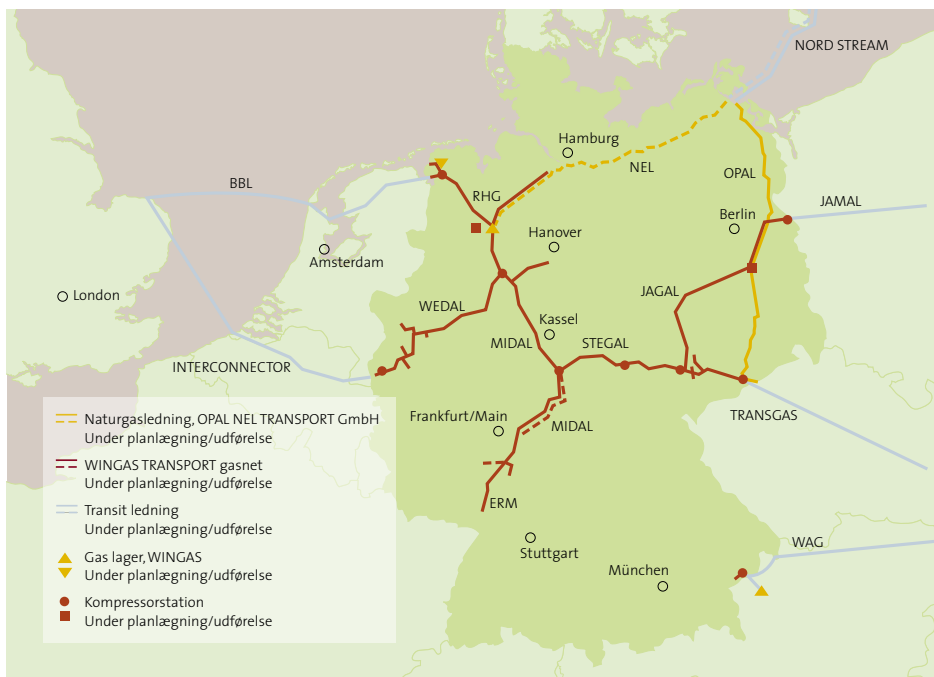 NORD STREAM
Hamburg
NEL
OPAL
BBL
RHG
JAMAL
Berlin
Hanover
Amsterdam
London
JAGAL
WEDAL
Kassel
MIDAL
STEGAL
INTERCONNECTOR
TRANSGAS
Frankfurt/Main
MIDAL
Naturgasledning, OPAL NEL TRANSPORT GmbH
Under planlægning/udførelse
WINGAS TRANSPORT gasnet
Under planlægning/udførelse
Transit ledning
Under planlægning/udførelse
Gas lager, WINGAS
Under planlægning/udførelse
Kompressorstation
Under planlægning/udførelse
ERM
Stuttgart
WAG
München